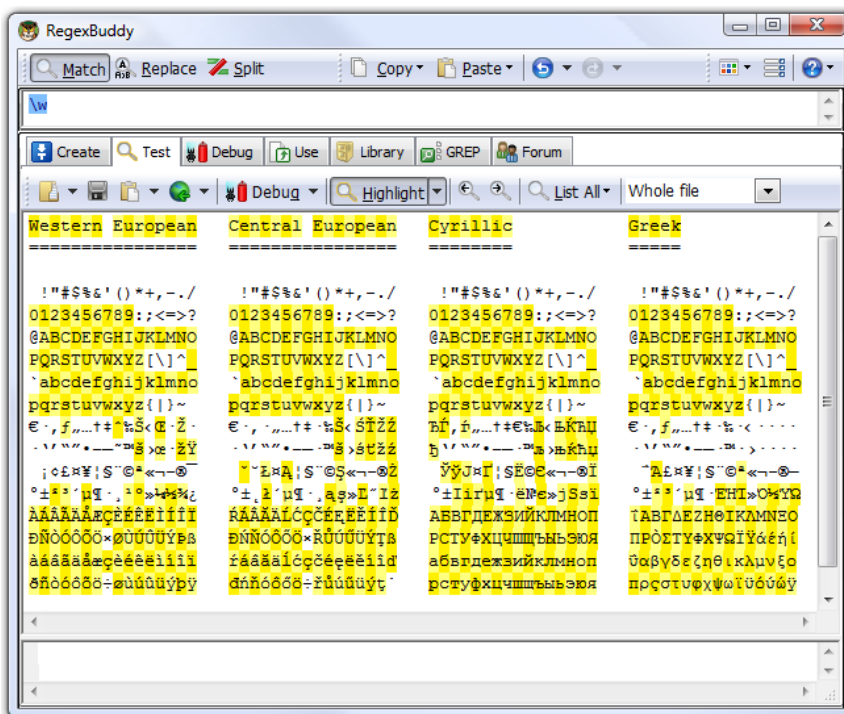 RegexBuddy
Match Replace Split Copy Paste
\w
Create Test Debug Use Library GREP Forum
Debug Highlight List All Whole file
Western European Central European Cyrillic Greek
================ ================ ======== =====
!"#$%&'()*+,-./ !"#$%&'()*+,-./ !"#$%&'()*+,-./ !"#$%&'()*+,-./
0123456789:;<=>? 0123456789:;<=>? 0123456789:;<=>? 0123456789:;<=>?
@ABCDEFGHIJKLMNO @ABCDEFGHIJKLMNO @ABCDEFGHIJKLMNO @ABCDEFGHIJKLMNO
PQRSTUVWXYZ[\]^_ PQRSTUVWXYZ[\]^_ PQRSTUVWXYZ[\]^_ PQRSTUVWXYZ[\]^_
`abcdefghijklmno `abcdefghijklmno `abcdefghijklmno `abcdefghijklmno
pqrstuvwxyz{|}~ pqrstuvwxyz{|}~ pqrstuvwxyz{|}~ pqrstuvwxyz{|}~
ÀÁÂÃÄÅÆÇÈÉÊËÌÍÎÏ ŔÁÂĂÄĹĆÇČÉĘËĚÍÎĎ АБВГДЕЖЗИЙКЛМНОП ΐΑΒΓΔΕΖΗΘΙΚΛΜΝΞΟ
ÐÑÒÓÔÕÖ×ØÙÚÛÜÝÞß ĐŃŇÓÔŐÖ×ŘŮÚŰÜÝŢß РСТУФХЦЧШЩЪЫЬЭЮЯ
àáâãäåæçèéêëìíîï ŕáâăäĺćçčéęëěíîď абвгдежзийклмноп ΰαβγδεζηθικλμνξο
ðñòóôõö÷øùúûüýþÿ đńňóôőö÷řůúűüýţ˙ рстуфхцчшщъыьэюя πρςστυφχψωϊϋόύώ